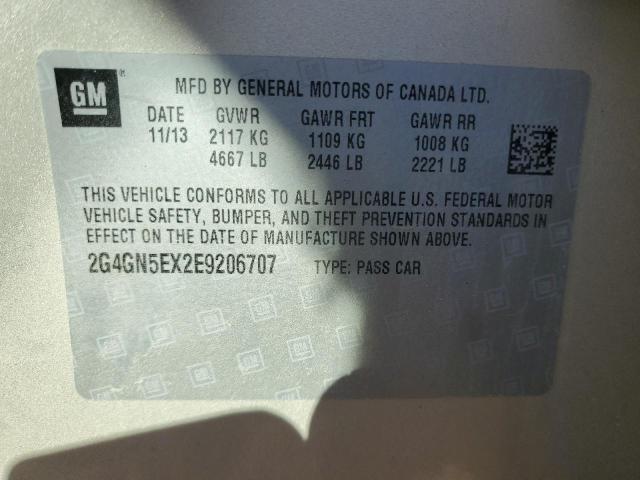 GM ® MFD BY GENERAL MOTORS OF CANADA LTD.
DATE GVWR GAWR FRT GAWR RR
11/13 2117 KG 1109 KG 1008 KG
4667 LB 2446 LB 2221 LB
THIS VEHICLE CONFORMS TO ALL APPLICABLE U.S. FEDERAL MOTOR
VEHICLE SAFETY, BUMPER, AND THEFT PREVENTION STANDARDS IN
EFFECT ON THE DATE OF MANUFACTURE SHOWN ABOVE.
2G4GN5EX2E9206707 TYPE: PASS CAR